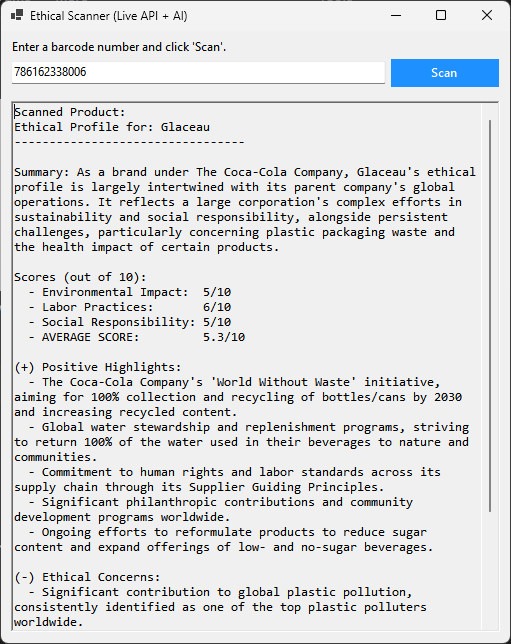 Ethical Scanner (Live API + AI)
Enter a barcode number and click 'Scan'.
786162338006
Scan
Scanned Product:
Ethical Profile for: Glaceau
---------------------------------
Summary: As a brand under The Coca-Cola Company, Glaceau's ethical
profile is largely intertwined with its parent company's global
operations. It reflects a large corporation's complex efforts in
sustainability and social responsibility, alongside persistent
challenges, particularly concerning plastic packaging waste and
the health impact of certain products.
Scores (out of 10):
- Environmental Impact: 5/10
- Labor Practices: 6/10
- Social Responsibility: 5/10
- AVERAGE SCORE: 5.3/10
(+) Positive Highlights:
- The Coca-Cola Company's 'World Without Waste' initiative,
aiming for 100% collection and recycling of bottles/cans by 2030
and increasing recycled content.
- Global water stewardship and replenishment programs, striving
to return 100% of the water used in their beverages to nature and
communities.
- Commitment to human rights and labor standards across its
supply chain through its Supplier Guiding Principles.
- Significant philanthropic contributions and community
development programs worldwide.
- Ongoing efforts to reformulate products to reduce sugar
content and expand offerings of low- and no-sugar beverages.
(-) Ethical Concerns:
- Significant contribution to global plastic pollution,
consistently identified as one of the top plastic polluters
worldwide.